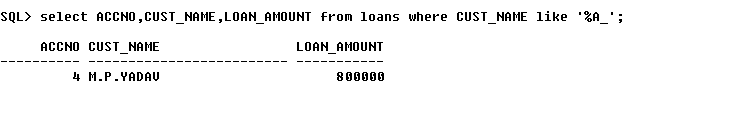 SQL> select ACCNO,CUST_NAME,LOAN_AMOUNT from loans where CUST_NAME like '%A_';
ACCNO CUST_NAME LOAN_AMOUNT
---------- ------------------------- -----------
4 M.P.YADAV 800000